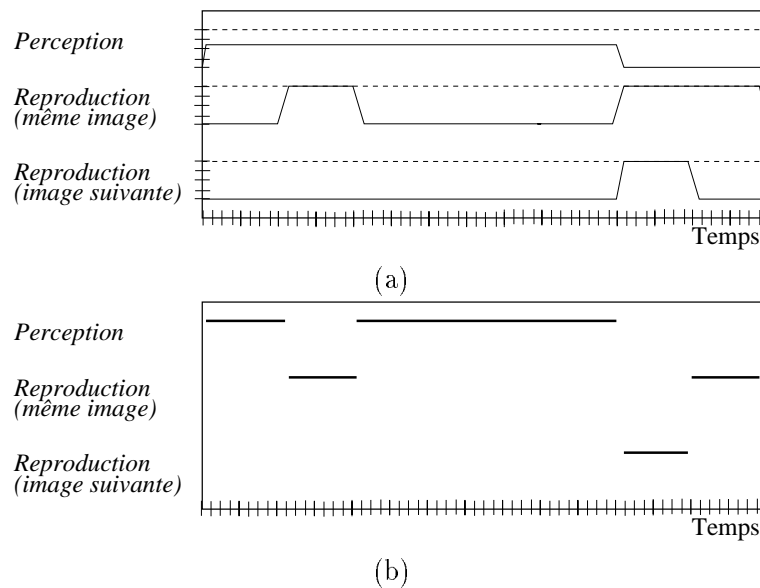 Perception
Reproduction
(même image)
Reproduction
(image suivante)
Temps
(a)
Perception
Reproduction
(même image)
Reproduction
(image suivante)
Temps
(b)